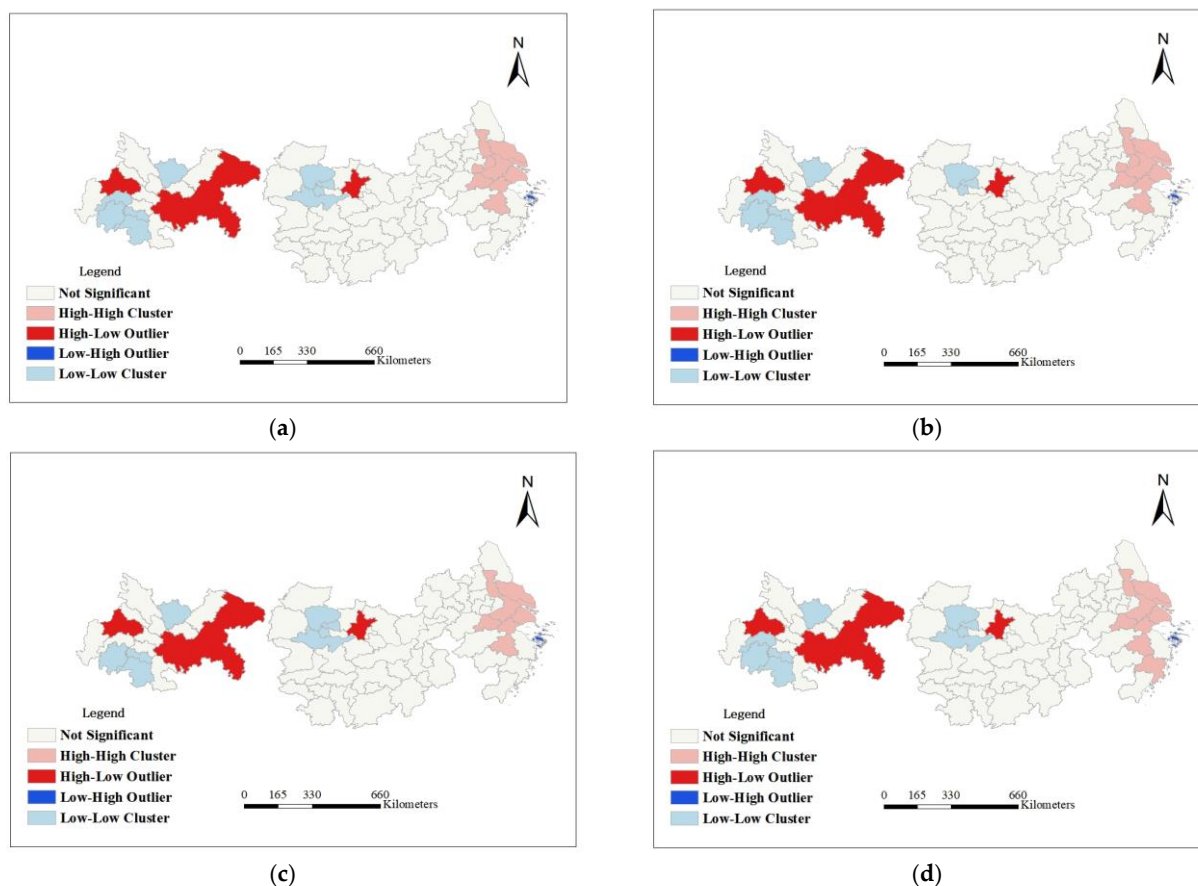 N
Legend
Not Significant
High-High Cluster
High-Low Outlier
Low-High Outlier
Low-Low Cluster
0 165 330 660
Kilometers
(a)
N
Legend
Not Significant
High-High Cluster
High-Low Outlier
Low-High Outlier
Low-Low Cluster
0 165 330 660
Kilometers
(b)
N
Legend
Not Significant
High-High Cluster
High-Low Outlier
Low-High Outlier
Low-Low Cluster
0 165 330 660
Kilometers
(c)
N
Legend
Not Significant
High-High Cluster
High-Low Outlier
Low-High Outlier
Low-Low Cluster
0 165 330 660
Kilometers
(d)